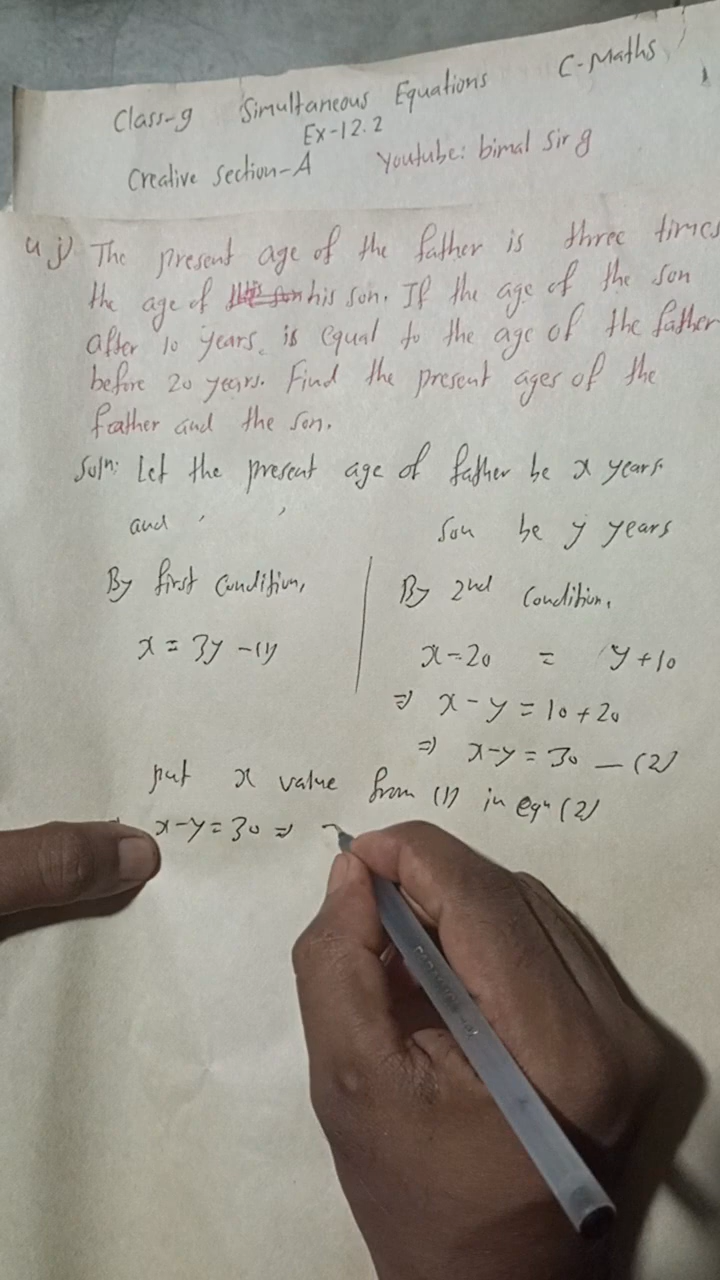 Class-9 Simultaneous Equations C-Maths
Ex-12.2
Creative Section-A Youtube: bimal Sir 9
4 j) The present age of the father is three times
the age of his son. If the age of the son
after 10 years, is equal to the age of the father
before 20 years. Find the present ages of the
feather and the son.
Soln: Let the present age of father be x years
and ' ' son be y years
By first Condition,
x = 3y -(1)
By 2nd Condition,
x-20 = y+10
⇒ x - y = 10+20
⇒ x-y = 30 — (2)
put x value from (1) in eqn (2)
x-y=30 ⇒